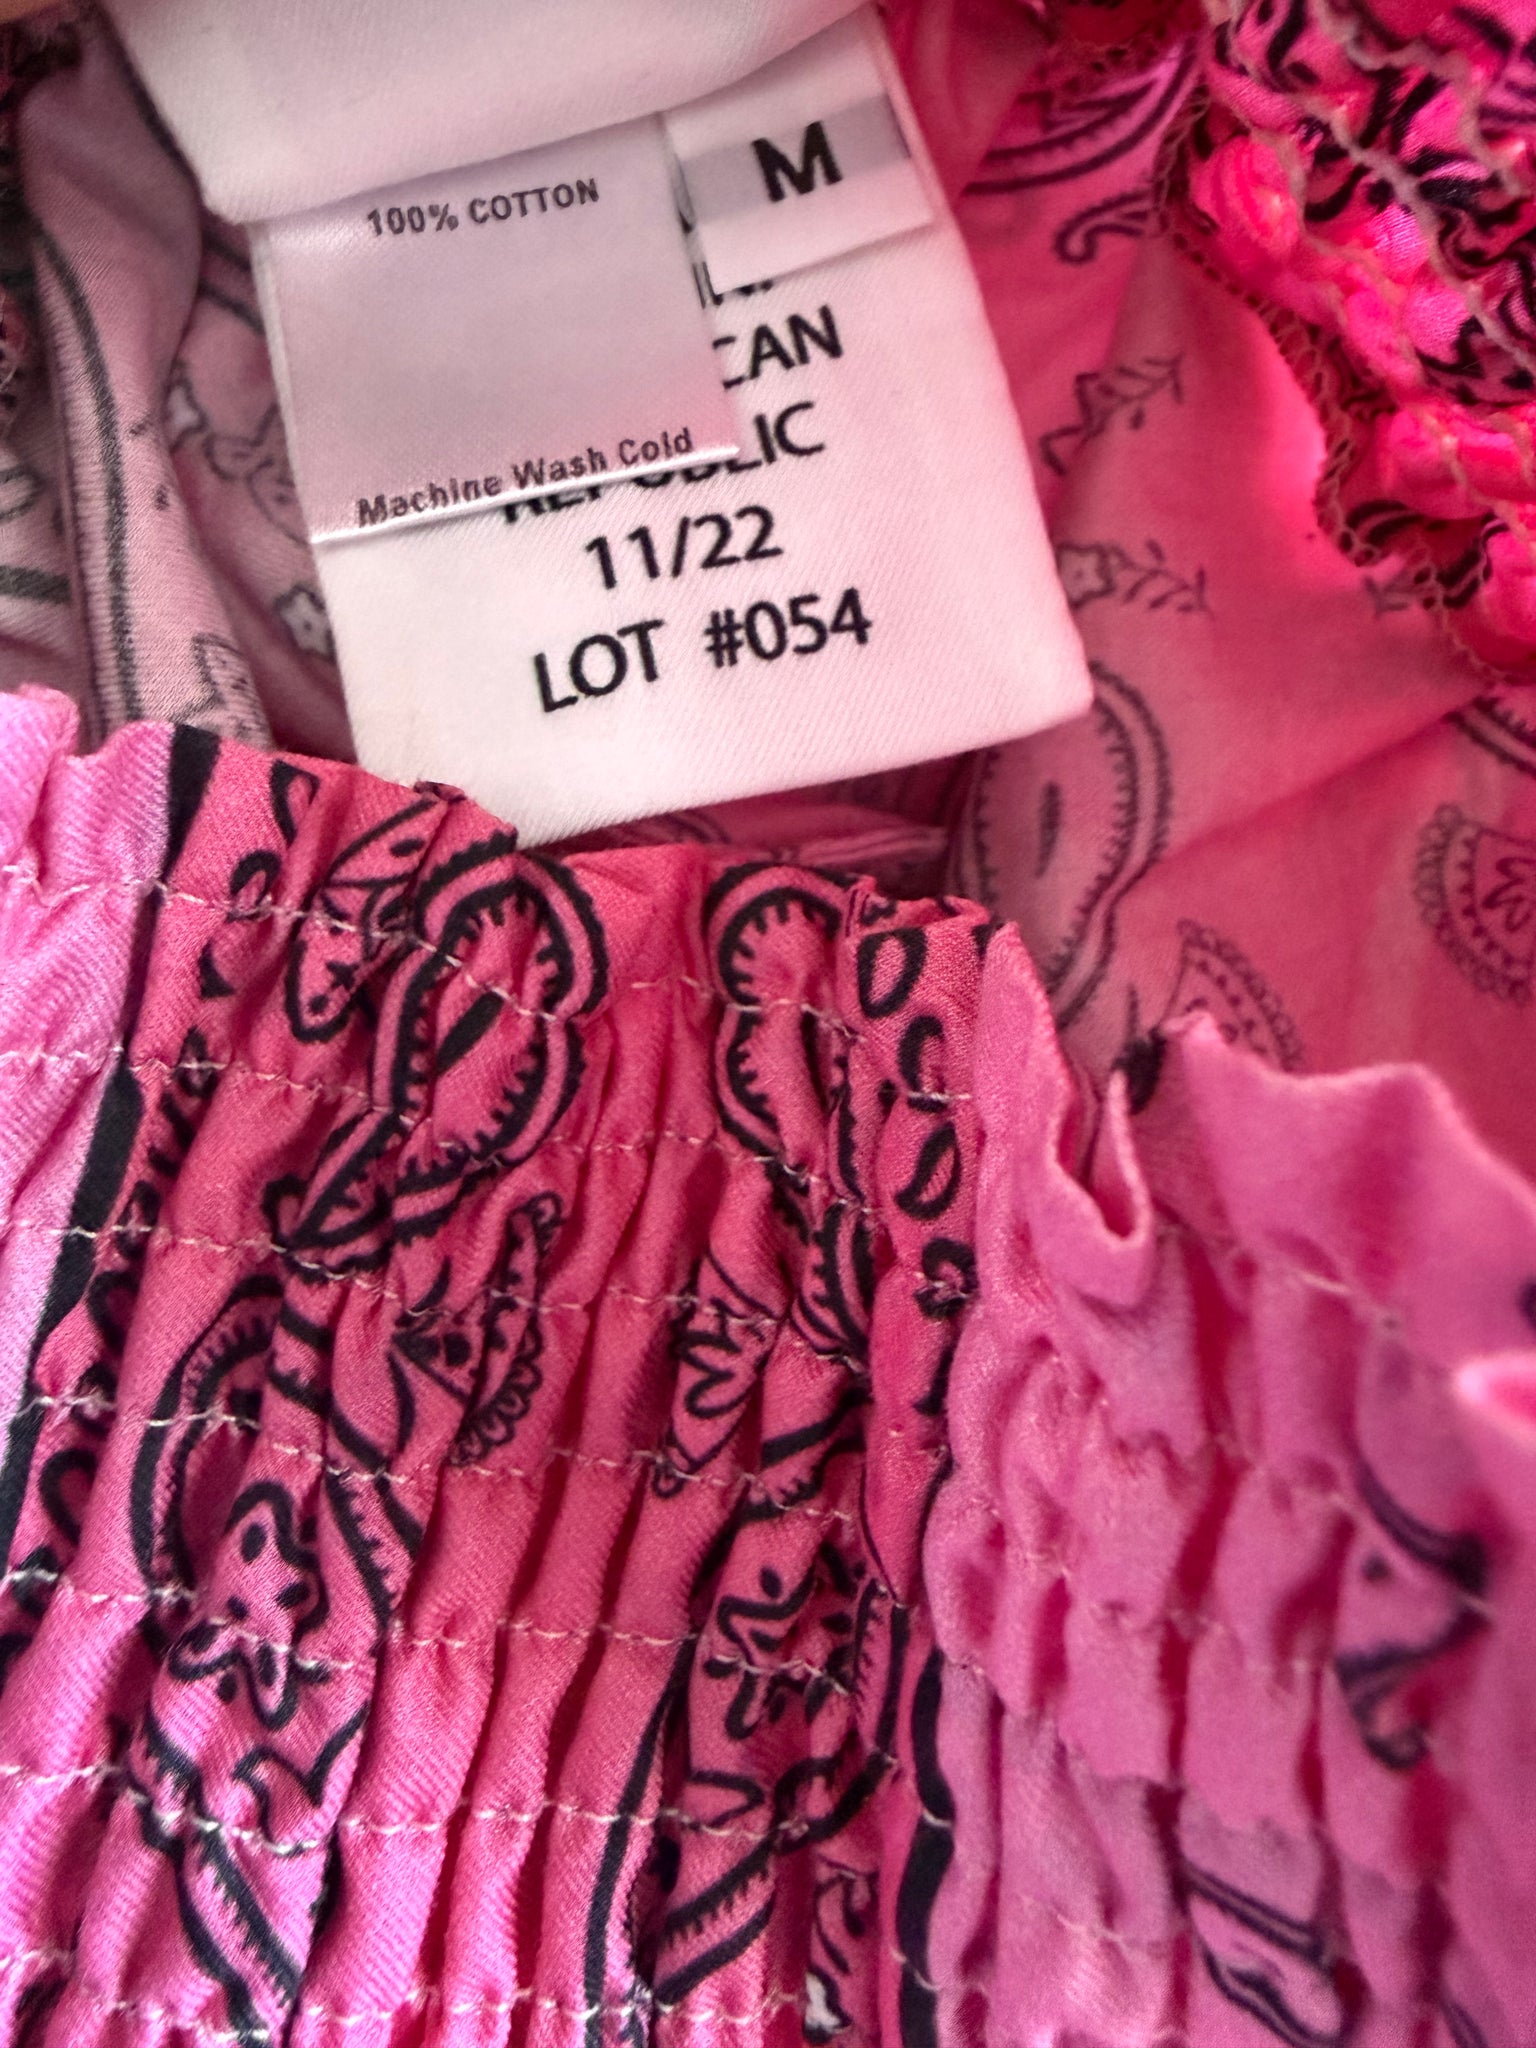 M
100% COTTON
CAN
LIC
Machine Wash Cold
11/22
LOT #054